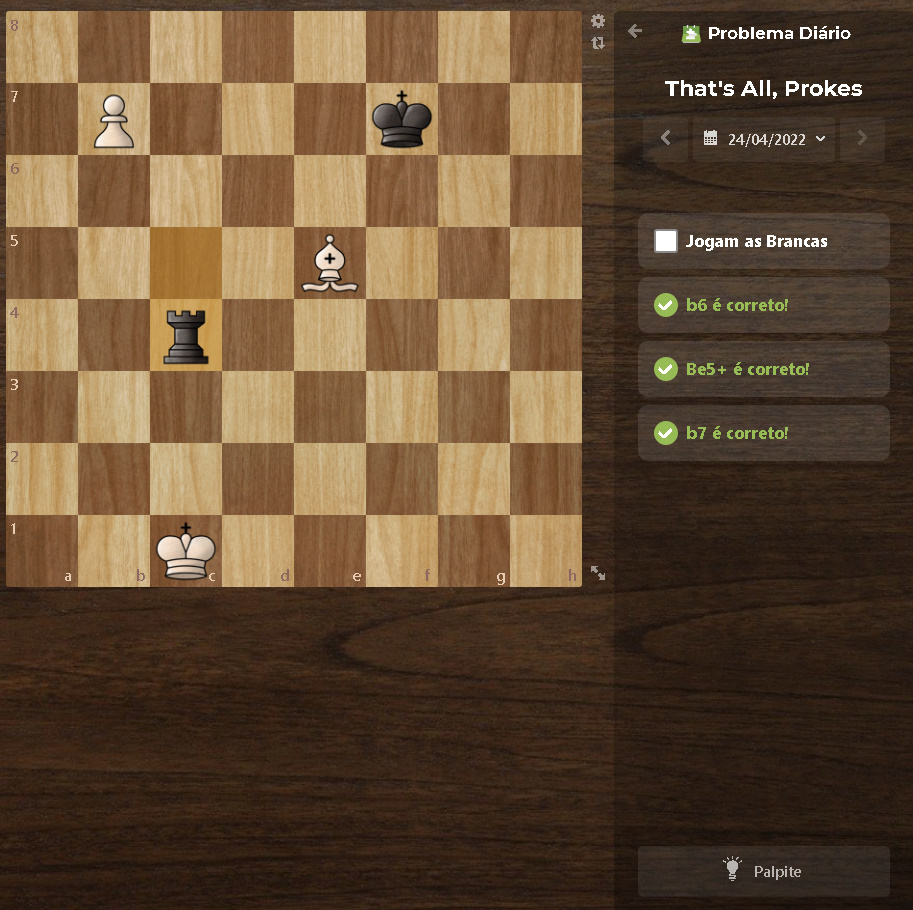 8
7
6
5
4
3
2
1
a b c d e f g h
Problema Diário
That's All, Prokes
24/04/2022
Jogam as Brancas
b6 é correto!
Be5+ é correto!
b7 é correto!
Palpite